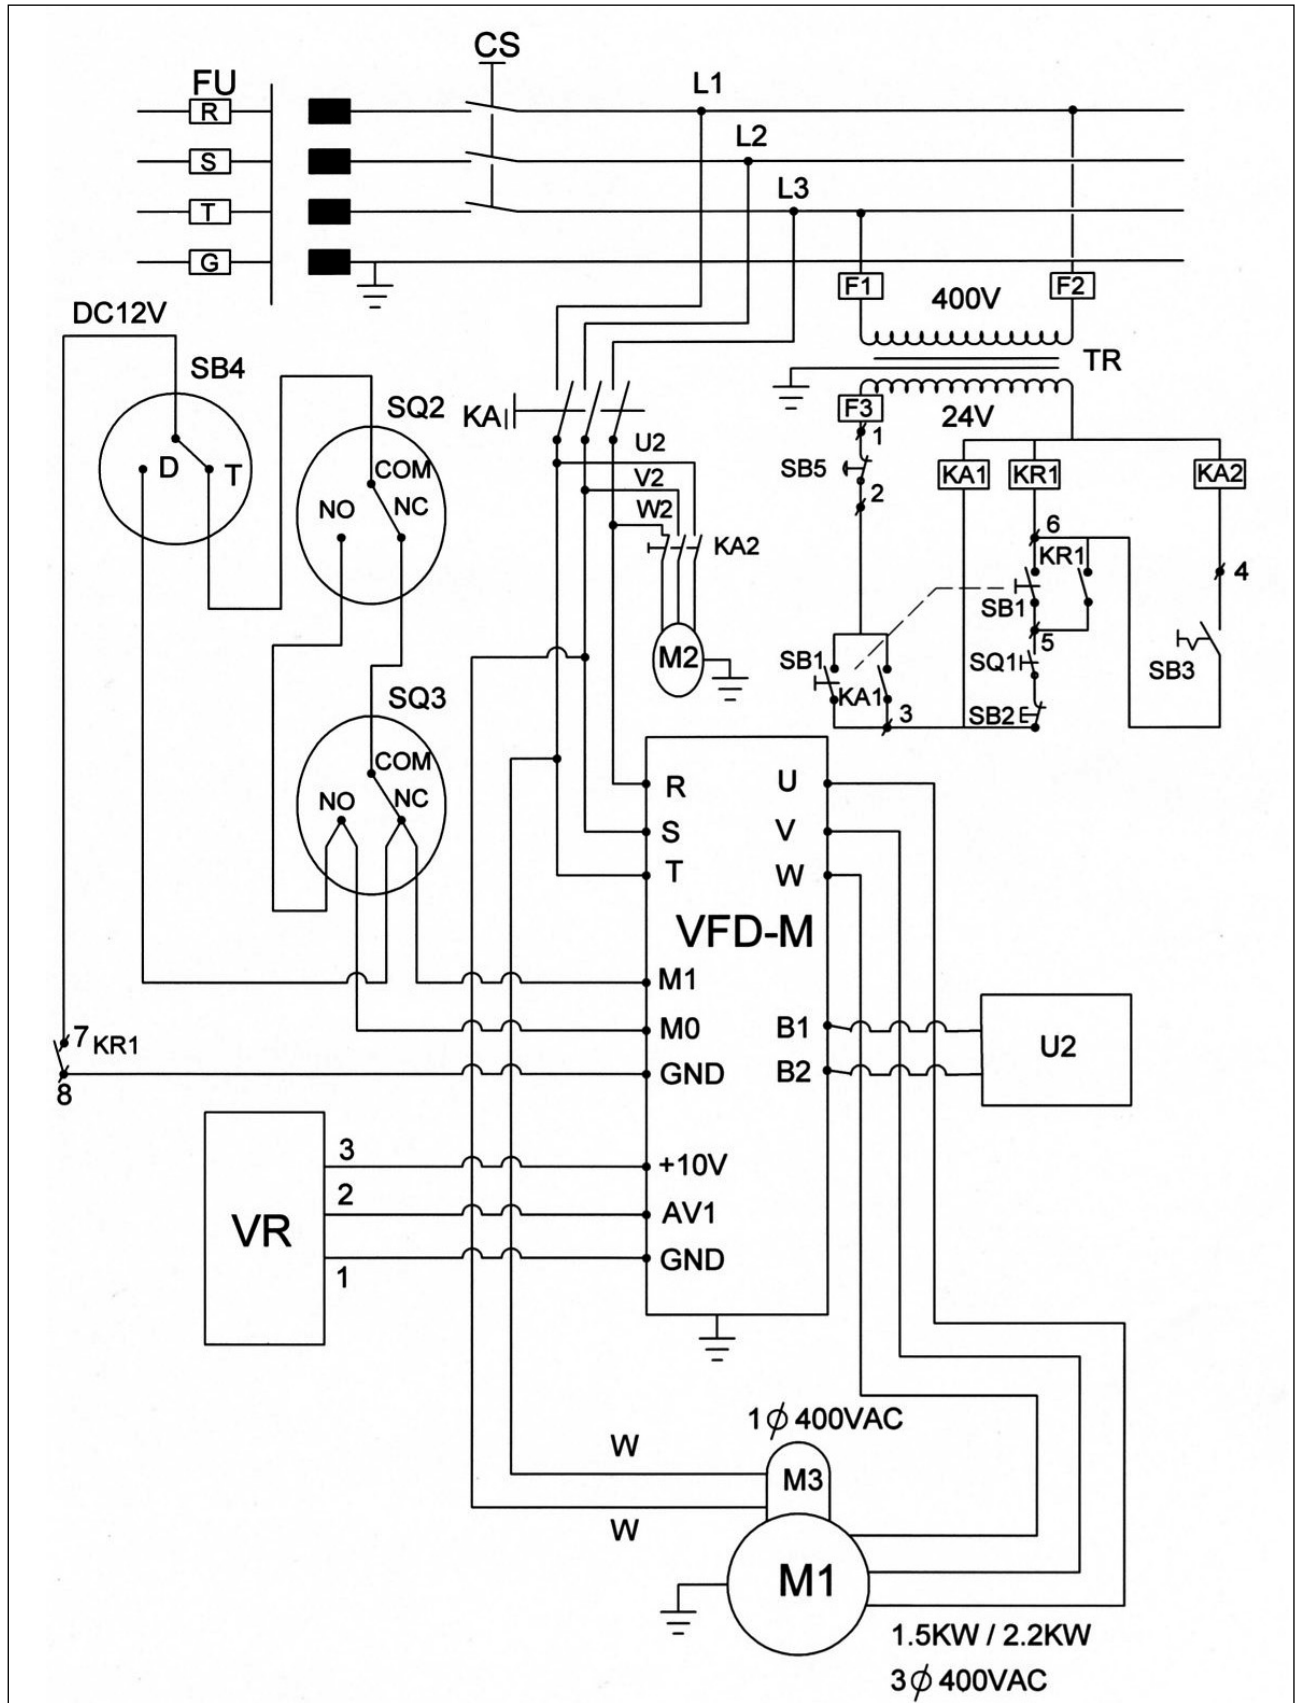 CS
FU
L1
R
L2
S
L3
T
G
F1
400V
F2
DC12V
TR
SB4
SQ2
KA
F3
24V
1
U2
D
T
COM
SB5
KA1
KR1
KA2
V2
NO
NC
2
W2
KA2
6
KR1
4
SB1
5
M2
SB1
SQ1
SB3
KA1
SQ3
3
SB2
COM
NO
NC
R
U
S
V
T
W
VFD-M
M1
M0
B1
U2
7
KR1
GND
B2
8
3
+10V
2
AV1
VR
GND
1
1ϕ 400VAC
W
M3
W
M1
1.5KW / 2.2KW
3ϕ 400VAC